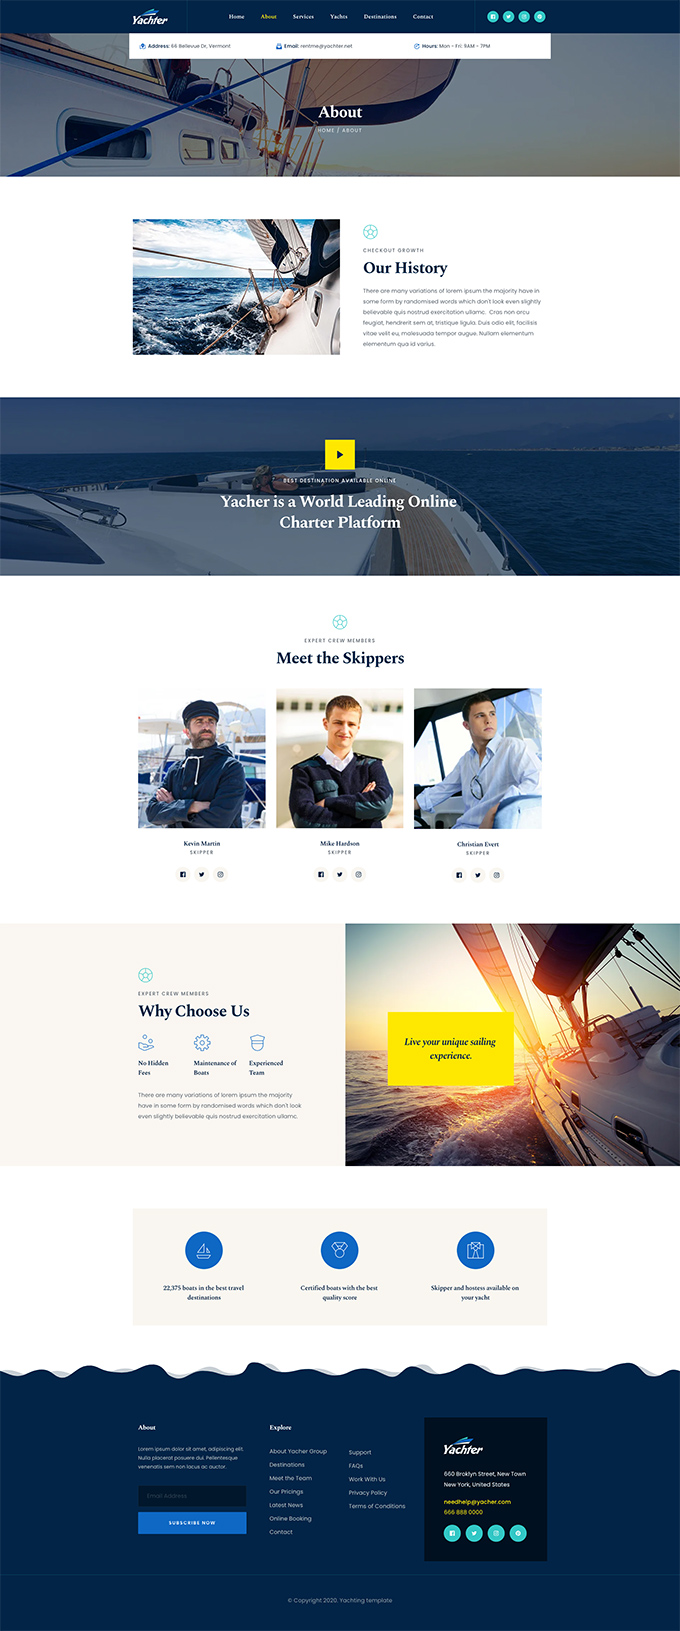 Yachter
Home About Services Yachts Destinations Contact
Address: 66 Bellevue Dr, Vermont
Email: rentme@yachter.net
Hours: Mon - Fri: 9AM - 7PM
About
HOME / ABOUT
CHECKOUT GROWTH
Our History
There are many variations of lorem ipsum the majority have in
some form by randomised words which don't look even slightly
believable quis nostrud exercitation ullamc. Cras non arcu
feugiat, hendrerit sem at, tristique ligula. Duis odio elit, facilisis
vitae velit eu, malesuada tempor augue. Nullam elementum
elementum qua id varius.
BEST DESTINATION AVAILABLE ONLINE
Yacher is a World Leading Online
Charter Platform
EXPERT CREW MEMBERS
Meet the Skippers
Kevin Martin
SKIPPER
Mike Hardson
SKIPPER
Christian Evert
SKIPPER
EXPERT CREW MEMBERS
Why Choose Us
No Hidden
Fees
Maintenance of
Boats
Experienced
Team
There are many variations of lorem ipsum the majority
have in some form by randomised words which don't look
even slightly believable quis nostrud exercitation ullamc.
Live your unique sailing
experience.
22,375 boats in the best travel
destinations
Certified boats with the best
quality score
Skipper and hostess available on
your yacht
About
Lorem ipsum dolor sit amet, adipiscing elit.
Nulla placerat posuere dui. Pellentesque
venenatis sem non lacus ac auctor.
Email Address
SUBSCRIBE NOW
Explore
About Yacher Group
Destinations
Meet the Team
Our Pricings
Latest News
Online Booking
Contact
Support
FAQs
Work With Us
Privacy Policy
Terms of Conditions
Yachter
660 Broklyn Street, New Town
New York, United States
needhelp@yacher.com
666 888 0000
© Copyright 2020. Yachting template